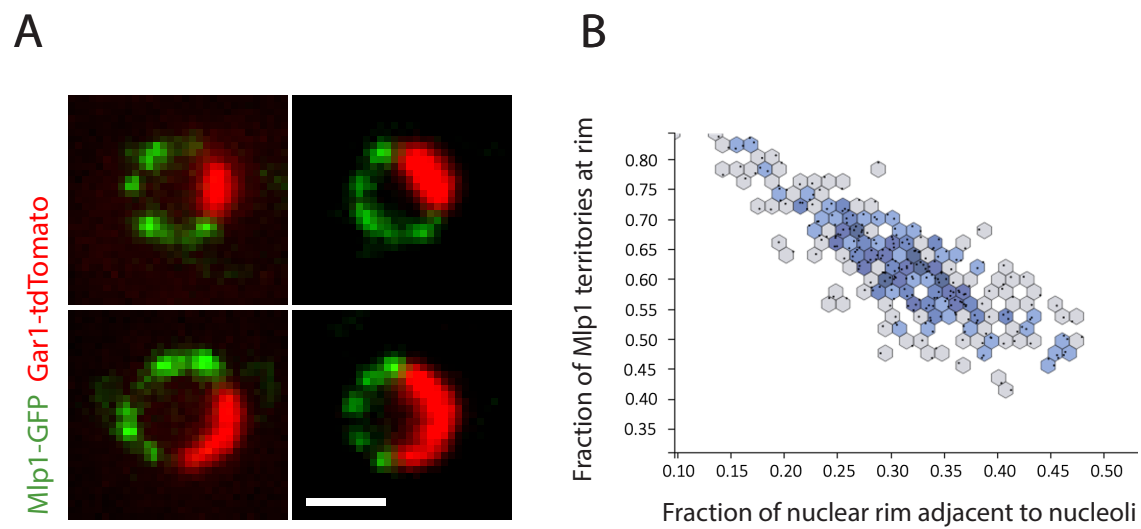 A
B
Mlp1-GFP Gar1-tdTomato
Fraction of Mlp1 territories at rim
0.80
0.75
0.70
0.65
0.60
0.55
0.50
0.45
0.40
0.35
0.10 0.15 0.20 0.25 0.30 0.35 0.40 0.45 0.50
Fraction of nuclear rim adjacent to nucleoli